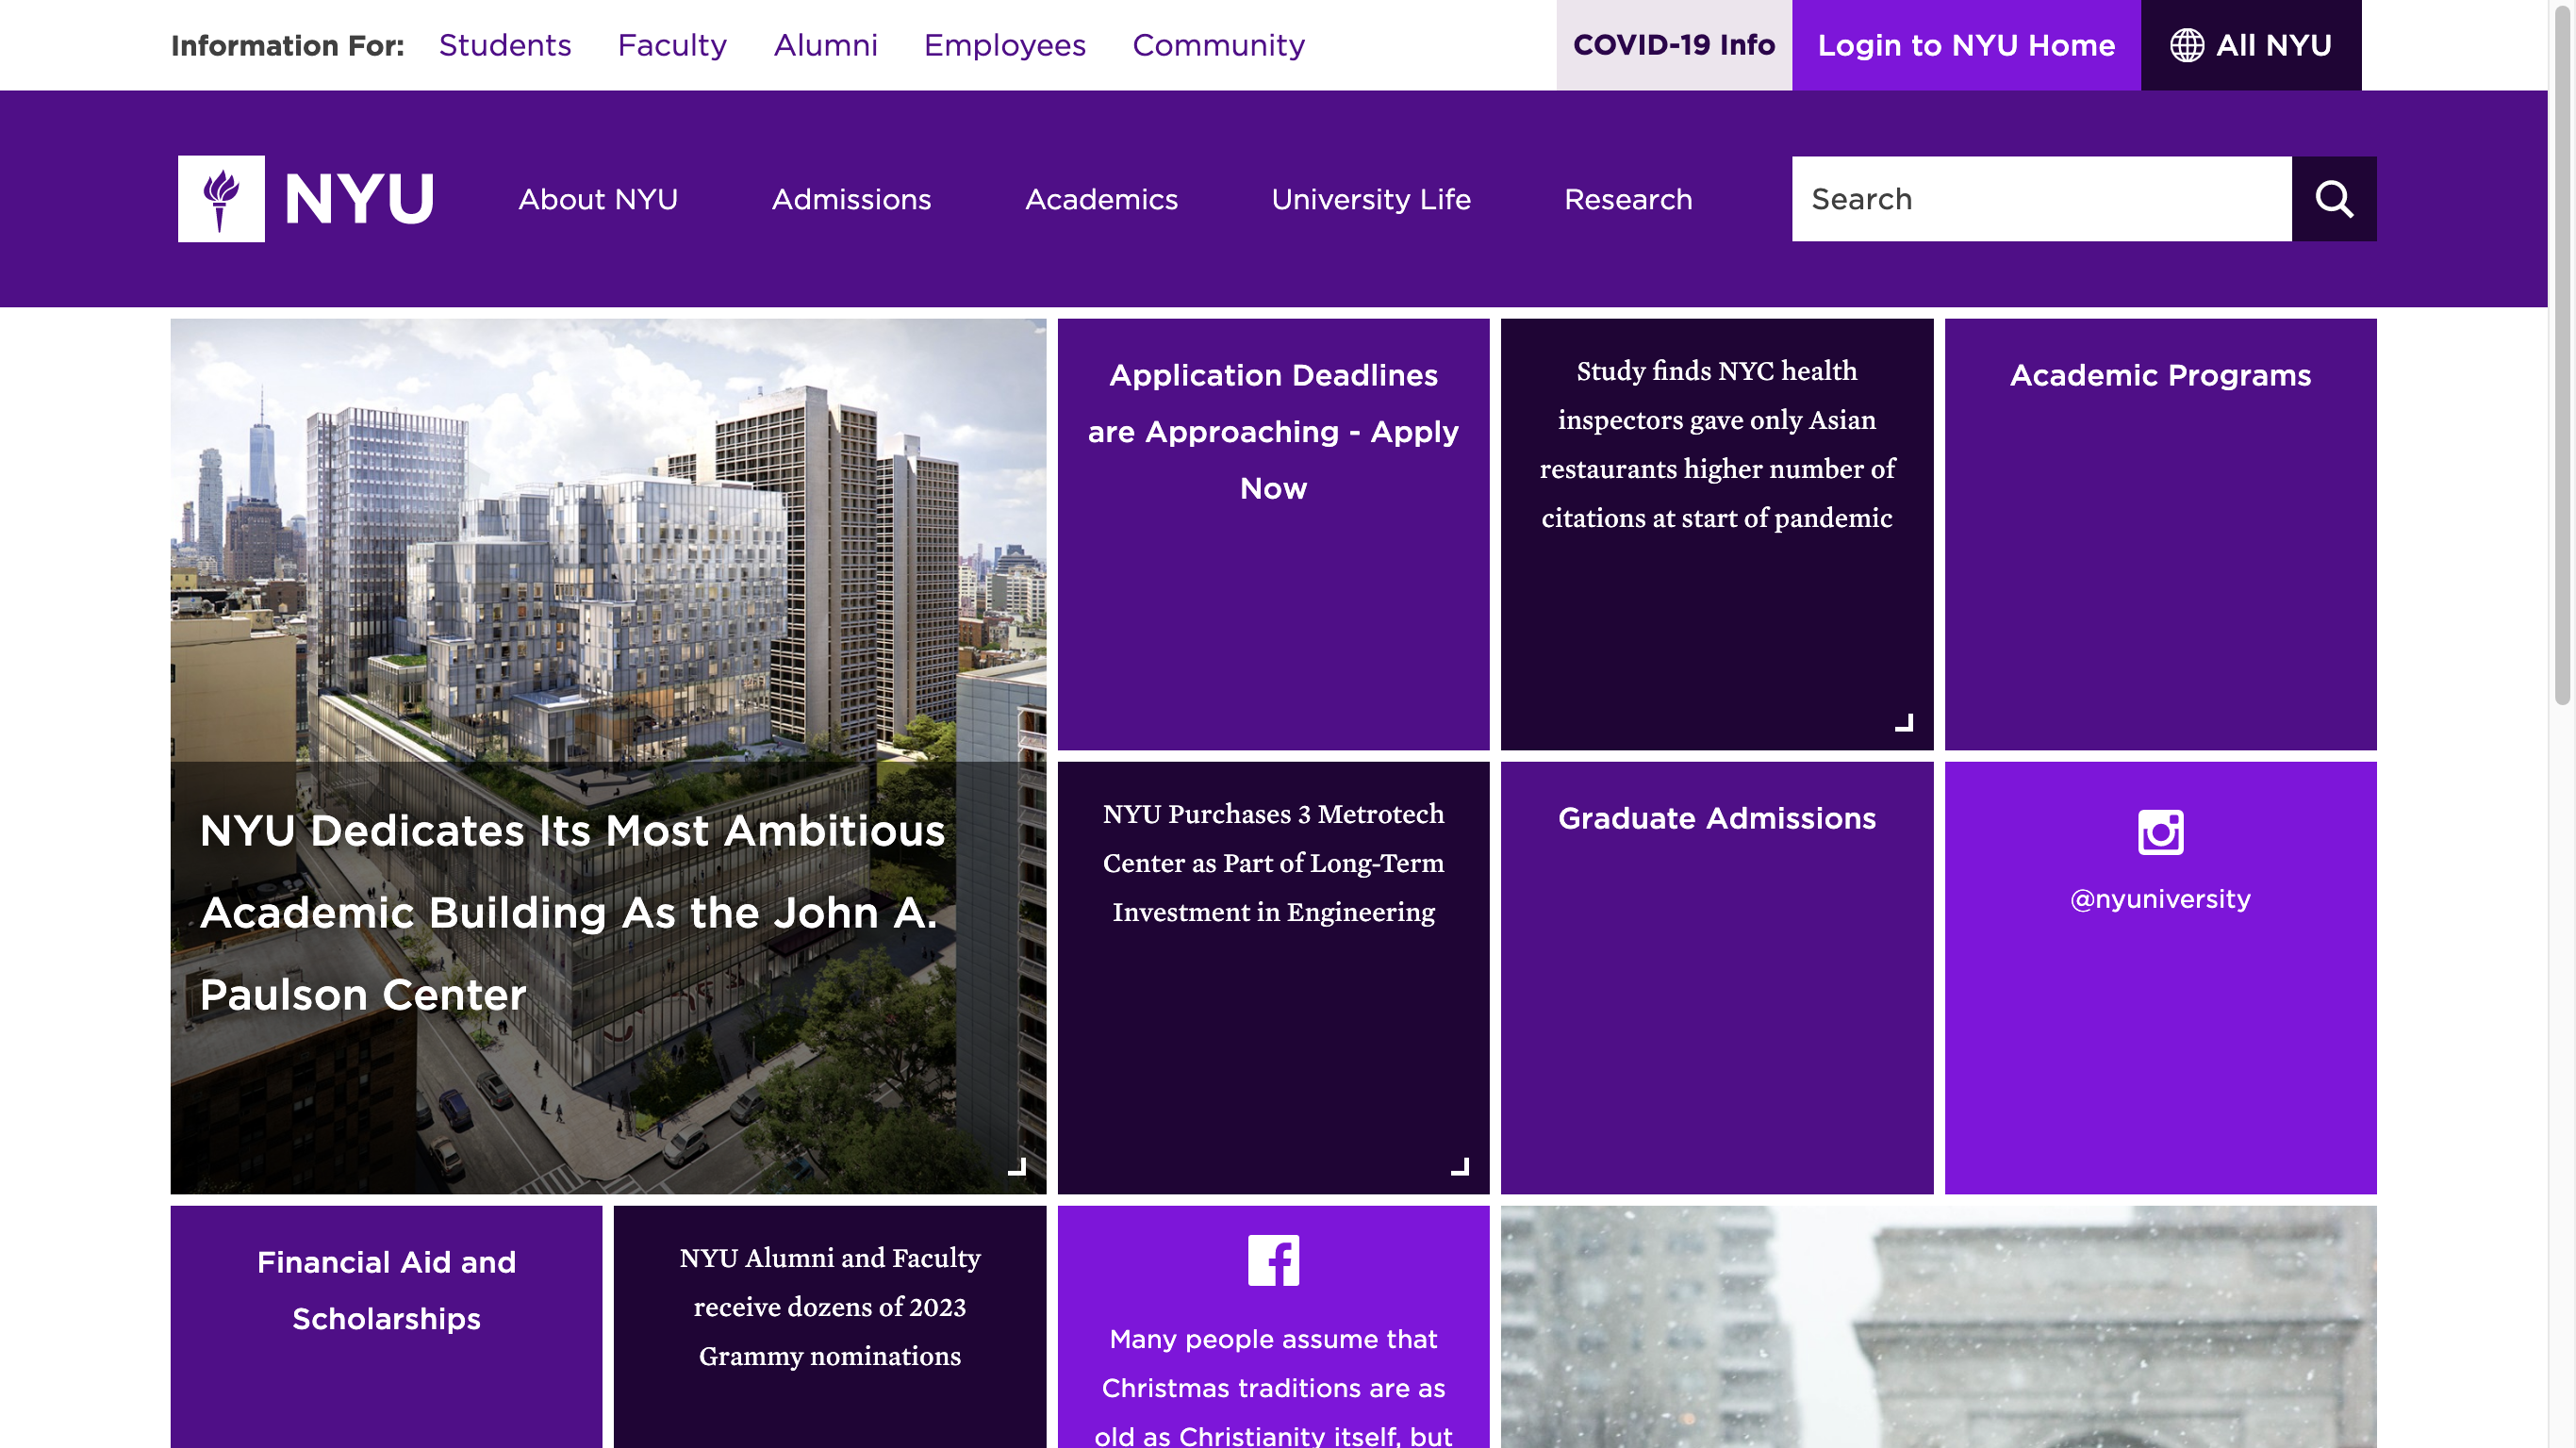 Information For: Students Faculty Alumni Employees Community COVID-19 Info Login to NYU Home All NYU
NYU About NYU Admissions Academics University Life Research Search
NYU Dedicates Its Most Ambitious
Academic Building As the John A.
Paulson Center
Application Deadlines
are Approaching - Apply
Now
Study finds NYC health
inspectors gave only Asian
restaurants higher number of
citations at start of pandemic
Academic Programs
NYU Purchases 3 Metrotech
Center as Part of Long-Term
Investment in Engineering
Graduate Admissions
@nyuniversity
Financial Aid and
Scholarships
NYU Alumni and Faculty
receive dozens of 2023
Grammy nominations
Many people assume that
Christmas traditions are as
old as Christianity itself, but